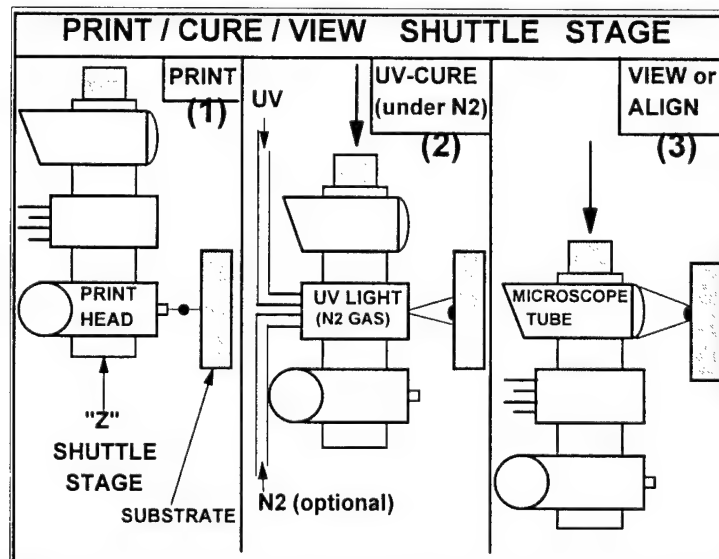 PRINT / CURE / VIEW SHUTTLE STAGE
PRINT
(1)
PRINT
HEAD
"Z"
SHUTTLE
STAGE
SUBSTRATE
UV
UV-CURE
(under N2)
(2)
UV LIGHT
(N2 GAS)
N2 (optional)
VIEW or
ALIGN
(3)
MICROSCOPE
TUBE